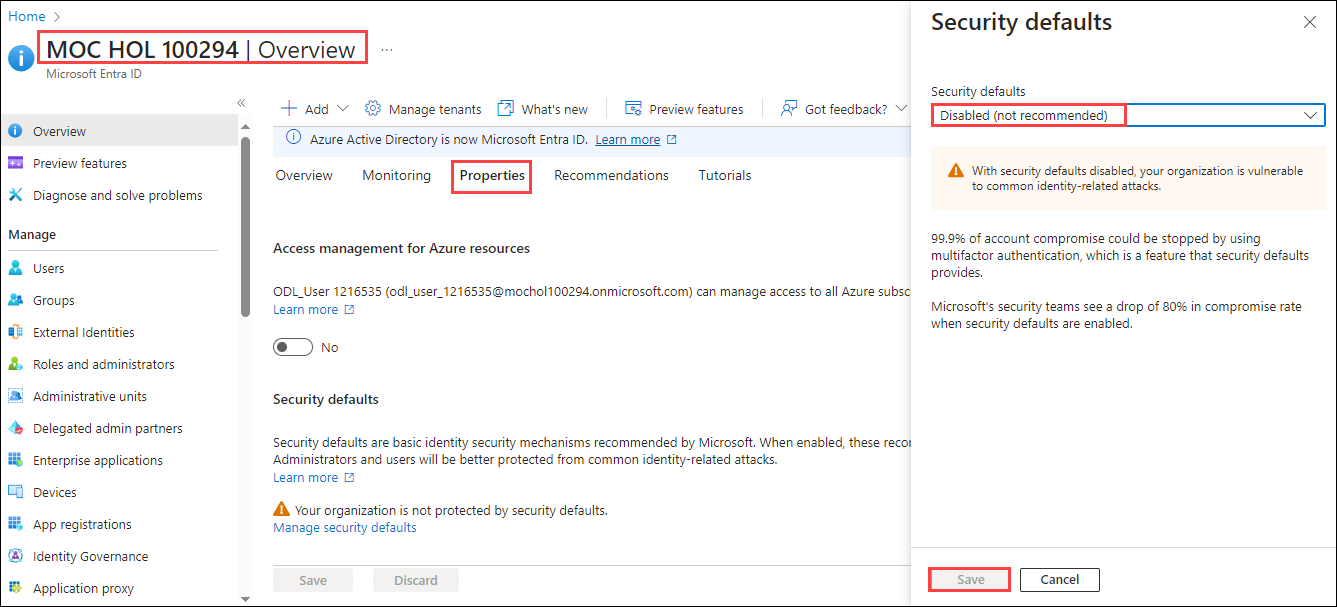 Home
MOC HOL 100294 | Overview ...
Microsoft Entra ID
Overview
Preview features
Diagnose and solve problems
Manage
Users
Groups
External Identities
Roles and administrators
Administrative units
Delegated admin partners
Enterprise applications
Devices
App registrations
Identity Governance
Application proxy
Add
Manage tenants
What's new
Preview features
Got feedback?
Azure Active Directory is now Microsoft Entra ID. Learn more
Overview
Monitoring
Properties
Recommendations
Tutorials
Access management for Azure resources
ODL_User 1216535 (odl_user_1216535@mochol100294.onmicrosoft.com) can manage access to all Azure subsc
Learn more
No
Security defaults
Security defaults are basic identity security mechanisms recommended by Microsoft. When enabled, these recor
Administrators and users will be better protected from common identity-related attacks.
Learn more
Your organization is not protected by security defaults.
Manage security defaults
Save
Discard
Security defaults
Security defaults
Disabled (not recommended)
With security defaults disabled, your organization is vulnerable
to common identity-related attacks.
99.9% of account compromise could be stopped by using
multifactor authentication, which is a feature that security defaults
provides.
Microsoft's security teams see a drop of 80% in compromise rate
when security defaults are enabled.
Save
Cancel